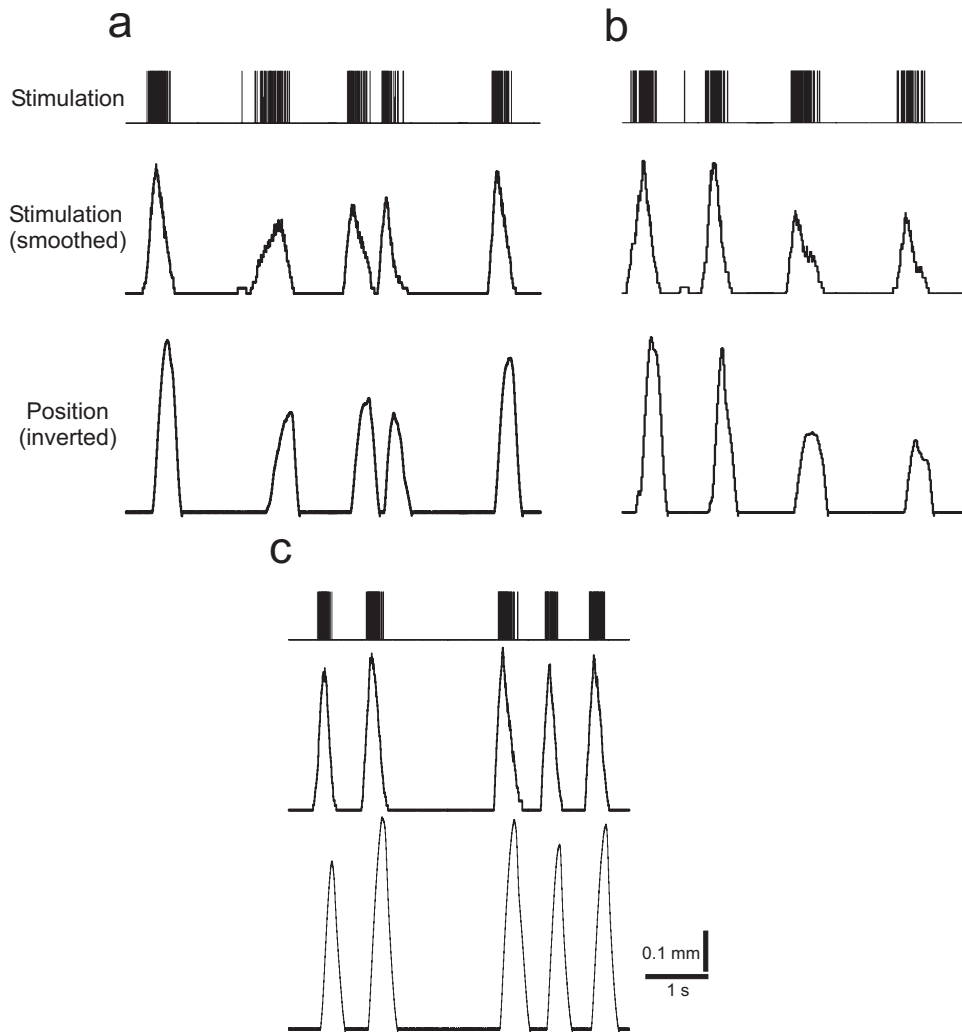 a
b
Stimulation
Stimulation
(smoothed)
Position
(inverted)
c
0.1 mm
1 s